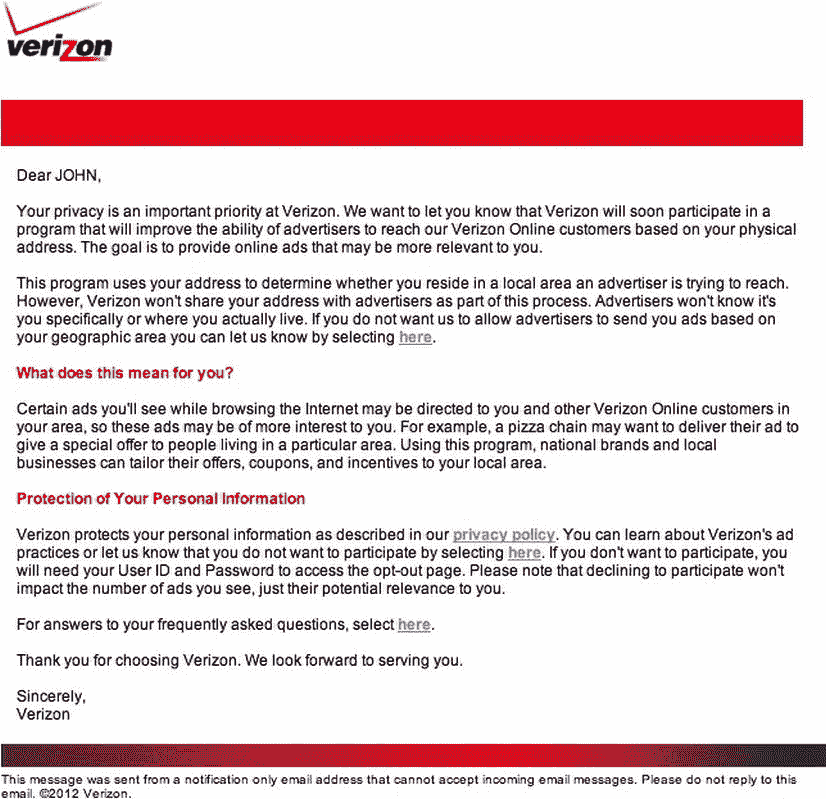 verizon
Dear JOHN,
Your privacy is an important priority at Verizon. We want to let you know that Verizon will soon participate in a
program that will improve the ability of advertisers to reach our Verizon Online customers based on your physical
address. The goal is to provide online ads that may be more relevant to you.
This program uses your address to determine whether you reside in a local area an advertiser is trying to reach.
However, Verizon won't share your address with advertisers as part of this process. Advertisers won't know it's
you specifically or where you actually live. If you do not want us to allow advertisers to send you ads based on
your geographic area you can let us know by selecting here.
What does this mean for you?
Certain ads you'll see while browsing the Internet may be directed to you and other Verizon Online customers in
your area, so these ads may be of more interest to you. For example, a pizza chain may want to deliver their ad to
give a special offer to people living in a particular area. Using this program, national brands and local
businesses can tailor their offers, coupons, and incentives to your local area.
Protection of Your Personal Information
Verizon protects your personal information as described in our privacy policy. You can learn about Verizon's ad
practices or let us know that you do not want to participate by selecting here. If you don't want to participate, you
will need your User ID and Password to access the opt-out page. Please note that declining to participate won't
impact the number of ads you see, just their potential relevance to you.
For answers to your frequently asked questions, select here.
Thank you for choosing Verizon. We look forward to serving you.
Sincerely,
Verizon
This message was sent from a notification only email address that cannot accept incoming email messages. Please do not reply to this
email. ©2012 Verizon.